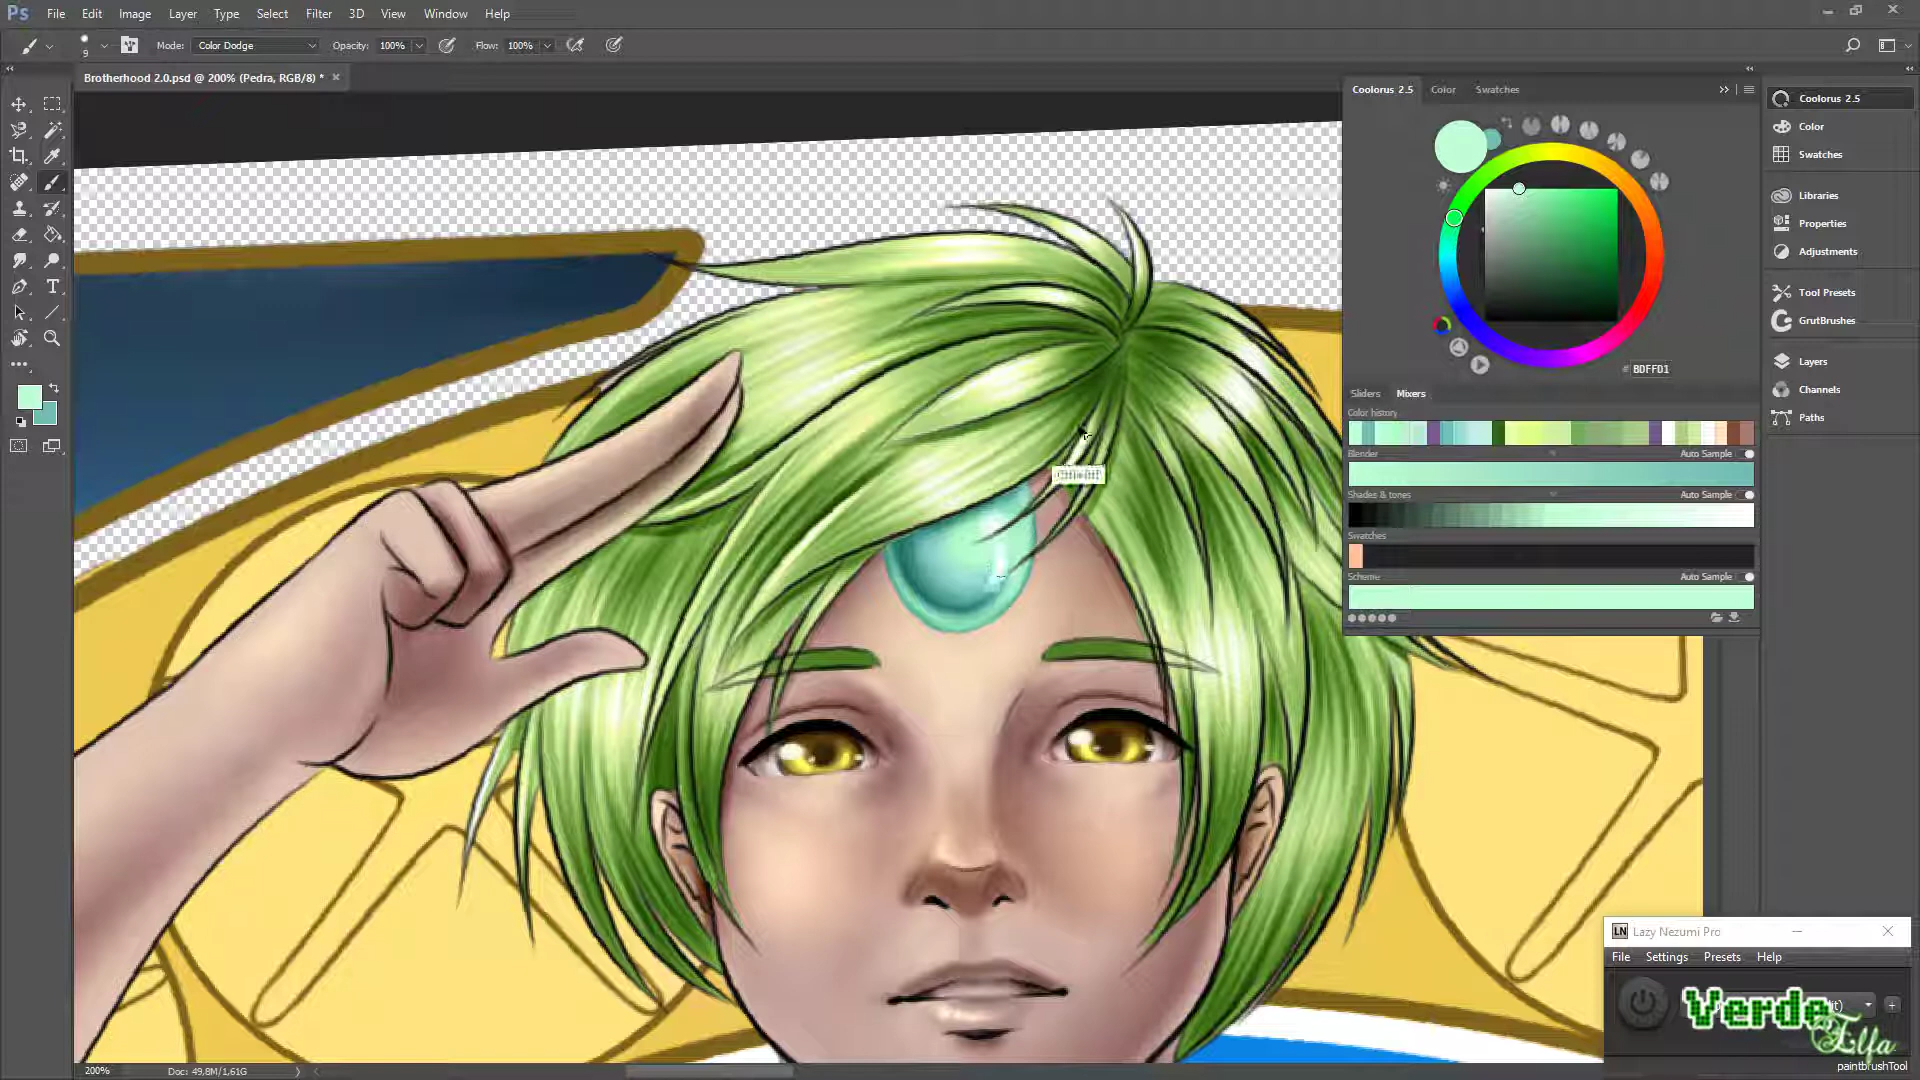 Ps File Edit Image Layer Type Select Filter 3D View Window Help
9 Mode: Color Dodge Opacity: 100% Flow: 100%
Brotherhood 2.0.psd @ 200% (Pedra, RGB/8) * ×
Coolorus 2.5 Color Swatches
# BDFFD1
Sliders Mixers
Color history
Blender Auto Sample
Shades & tones Auto Sample
Swatches
Scheme Auto Sample
Coolorus 2.5
Color
Swatches
Libraries
Properties
Adjustments
Tool Presets
GrutBrushes
Layers
Channels
Paths
LN Lazy Nezumi Pro
File Settings Presets Help
Verde
Elfa
paintbrushTool
200% Doc: 49,8M/1,61G